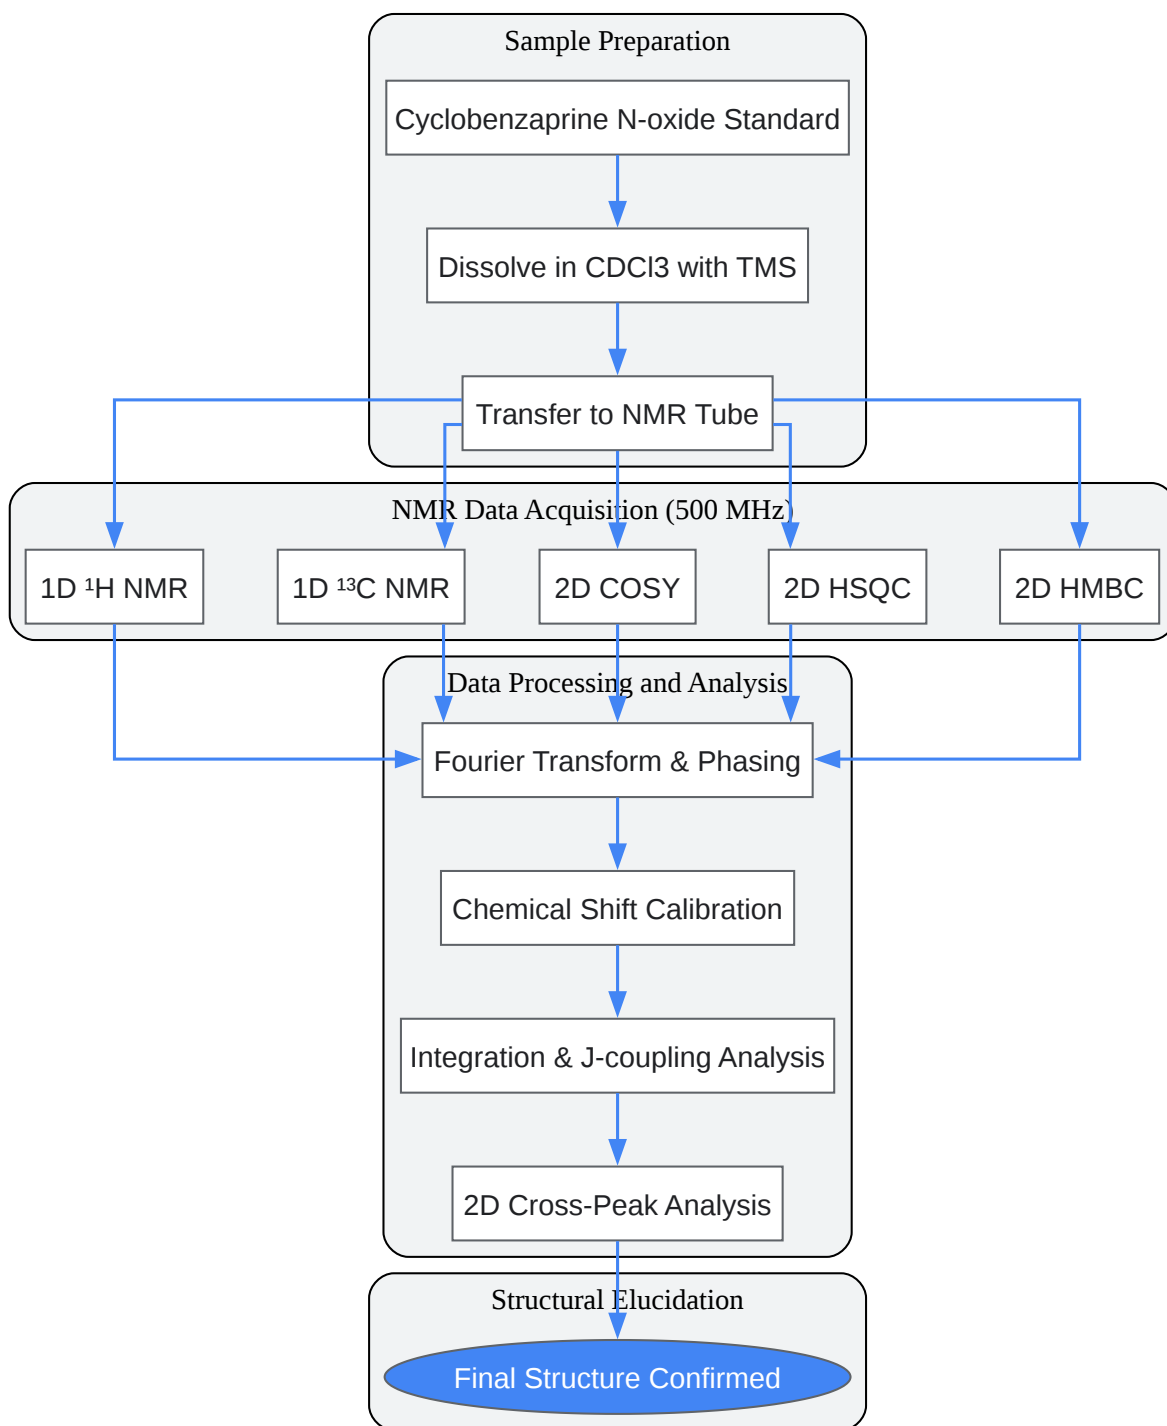 Sample Preparation
Cyclobenzaprine N-oxide Standard
Dissolve in CDCl3 with TMS
Transfer to NMR Tube
NMR Data Acquisition (500 MHz)
1D ¹H NMR
1D ¹³C NMR
2D COSY
2D HSQC
2D HMBC
Data Processing and Analysis
Fourier Transform & Phasing
Chemical Shift Calibration
Integration & J-coupling Analysis
2D Cross-Peak Analysis
Structural Elucidation
Final Structure Confirmed